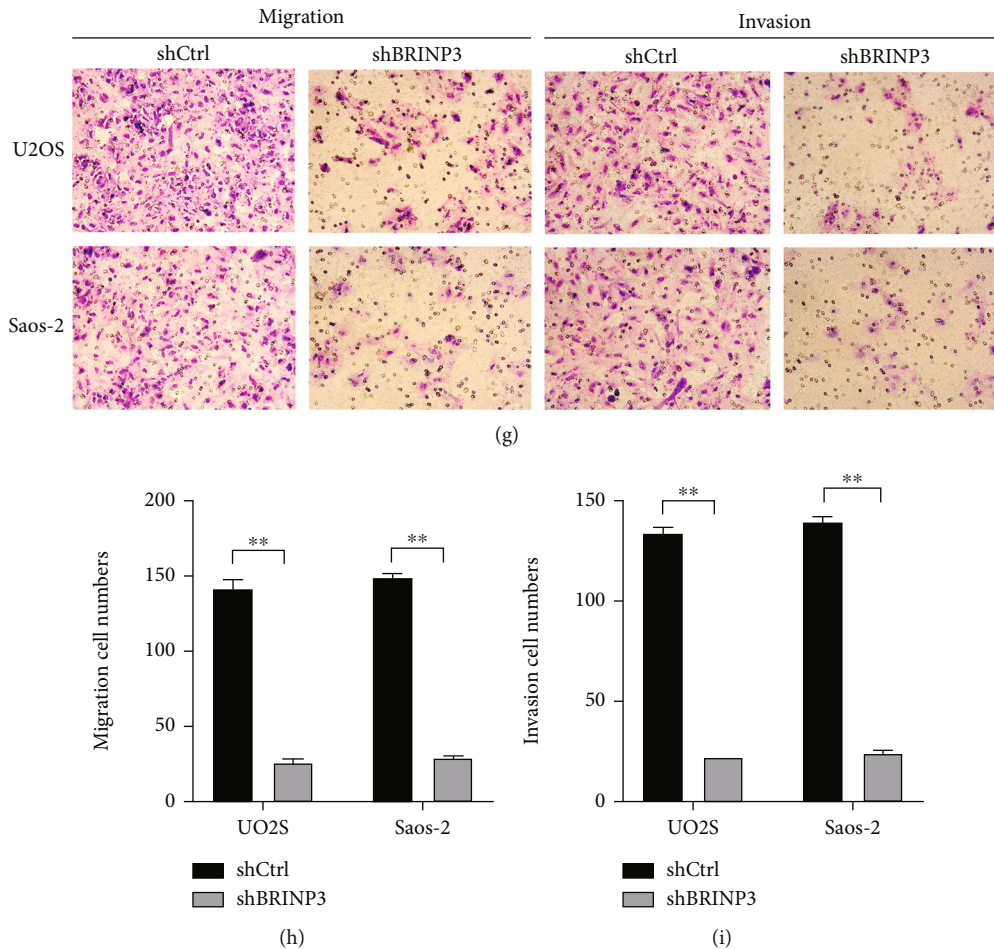 Migration
Invasion
shCtrl
shBRINP3
shCtrl
shBRINP3
U2OS
Saos-2
(g)
200
150
100
50
0
Migration cell numbers
**
**
UO2S
Saos-2
shCtrl
shBRINP3
(h)
150
100
50
0
Invasion cell numbers
**
**
UO2S
Saos-2
shCtrl
shBRINP3
(i)